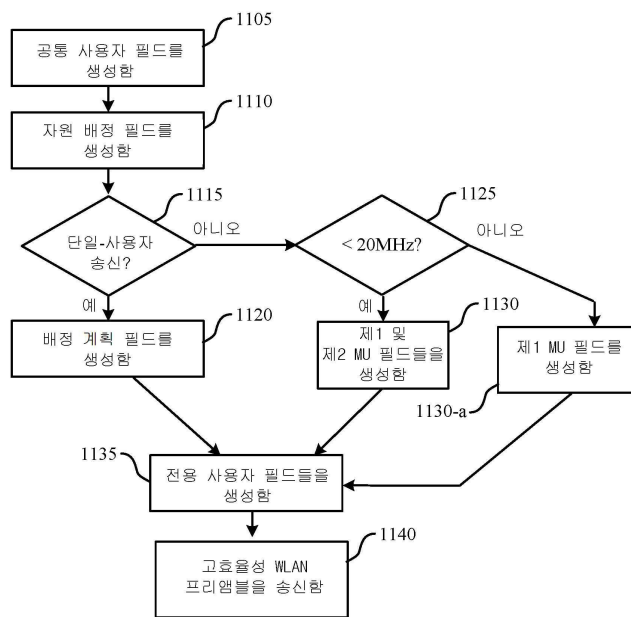 1105
공통 사용자 필드를
생성함
1110
자원 배정 필드를
생성함
1115
단일-사용자
송신?
아니오
예
1125
< 20MHz?
아니오
예
1120
배정 계획 필드를
생성함
1130
제1 및
제2 MU 필드들을
생성함
제1 MU 필드를
생성함
1130-a
1135
전용 사용자 필드들을
생성함
1140
고효율성 WLAN
프리앰블을 송신함